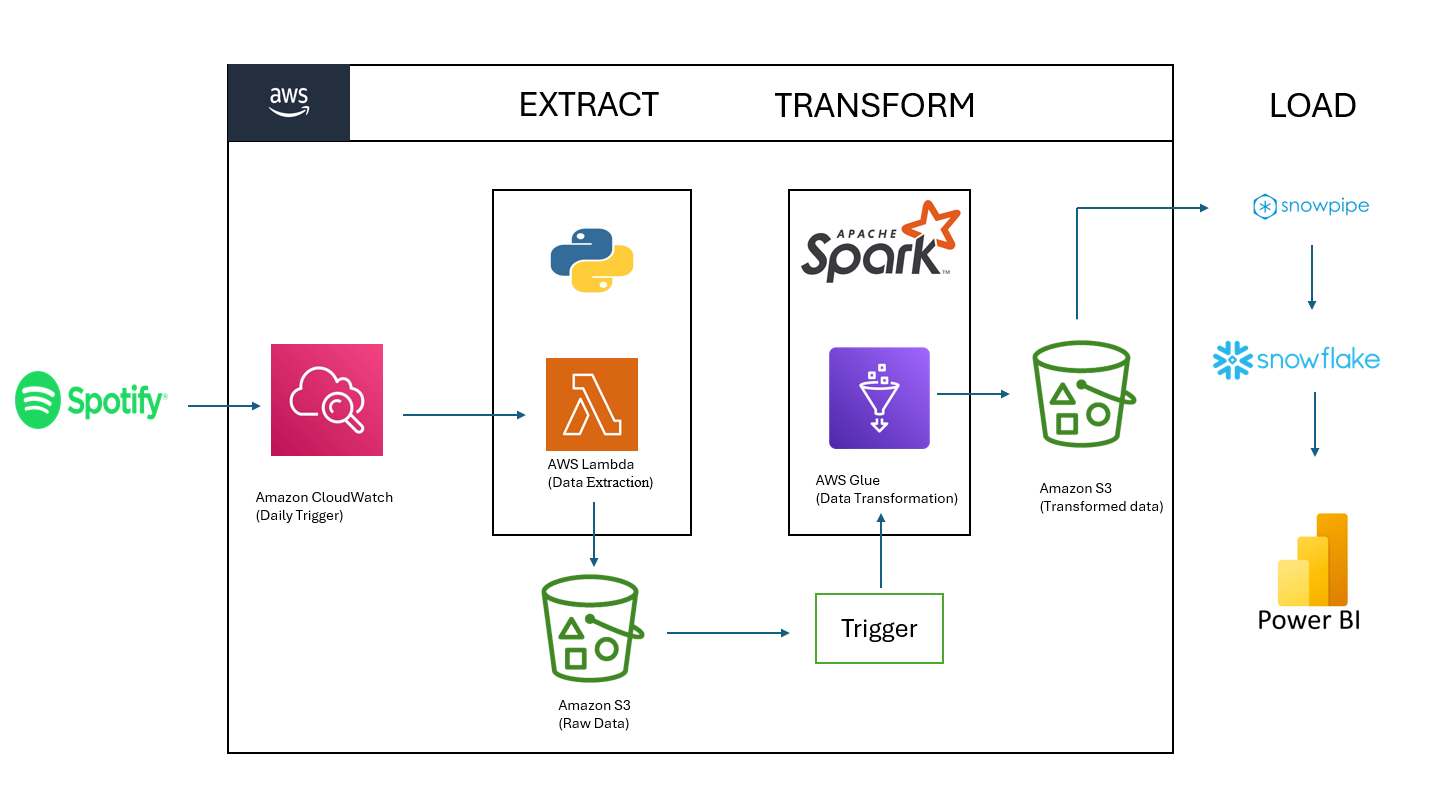 aws
EXTRACT
TRANSFORM
LOAD
snowpipe
APACHE
Spark™
snowflake
Spotify®
AWS Lambda
(Data Extraction)
AWS Glue
(Data Transformation)
Amazon S3
(Transformed data)
Amazon CloudWatch
(Daily Trigger)
Power BI
Trigger
Amazon S3
(Raw Data)